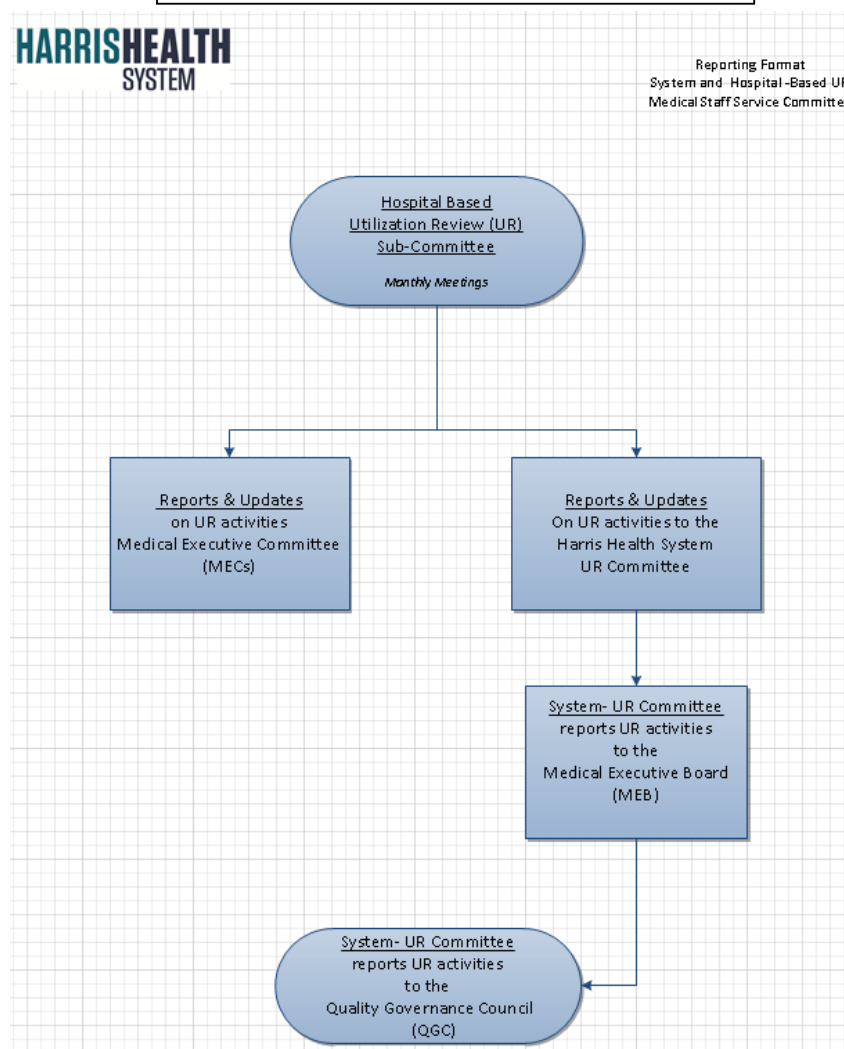 HARRISHEALTH
SYSTEM
Reporting Format
System and Hospital-Based
Medical Staff Service
Hospital Based
Utilization Review (UR)
Sub-Committee
Monthly Meetings
Reports & Updates
on UR activities
Medical Executive Committee
(MECs)
Reports & Updates
On UR activities to the
Harris Health System
UR Committee
System- UR Committee
reports UR activities
to the
Medical Executive Board
(MEB)
System- UR Committee
reports UR activities
to the
Quality Governance Council
(QGC)